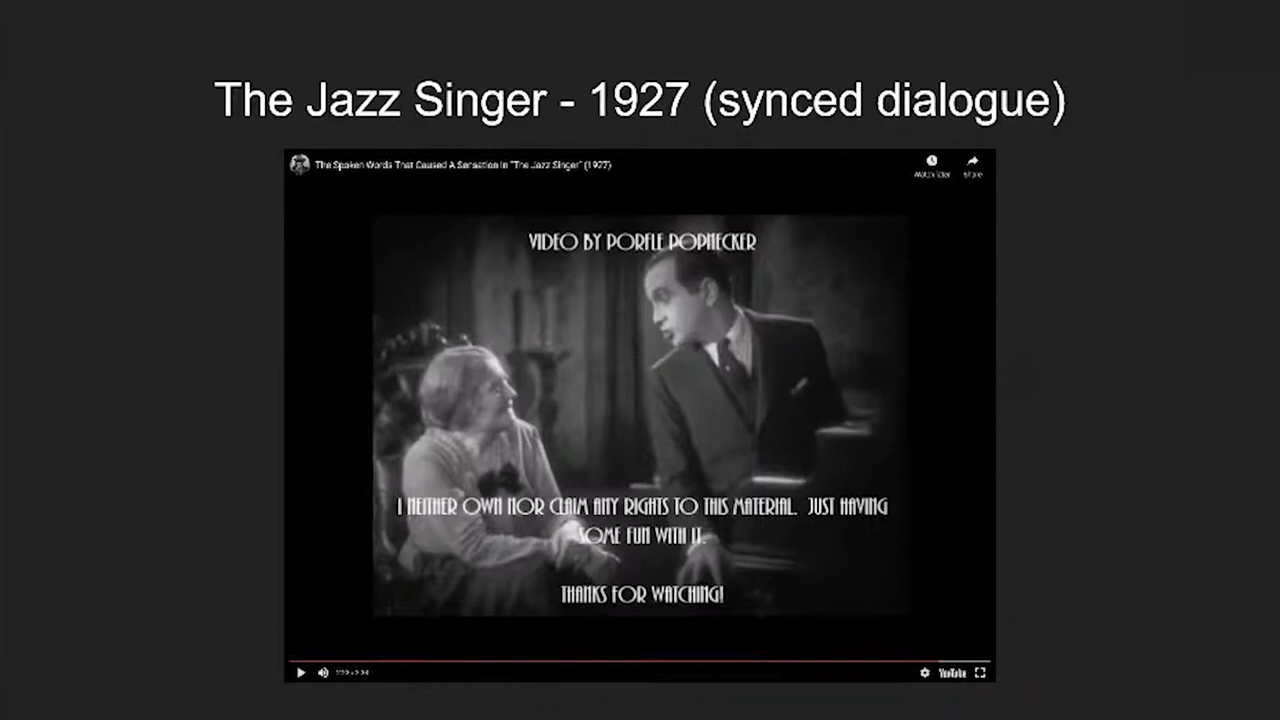 The Jazz Singer - 1927 (synced dialogue)
The Spoken Words That Caused A Sensation In "The Jazz Singer" (1927)
Watch later
Share
VIDEO BY PORFLE POPNECKER
I NEITHER OWN NOR CLAIM ANY RIGHTS TO THIS MATERIAL. JUST HAVING
SOME FUN WITH IT.
THANKS FOR WATCHING!
YouTube